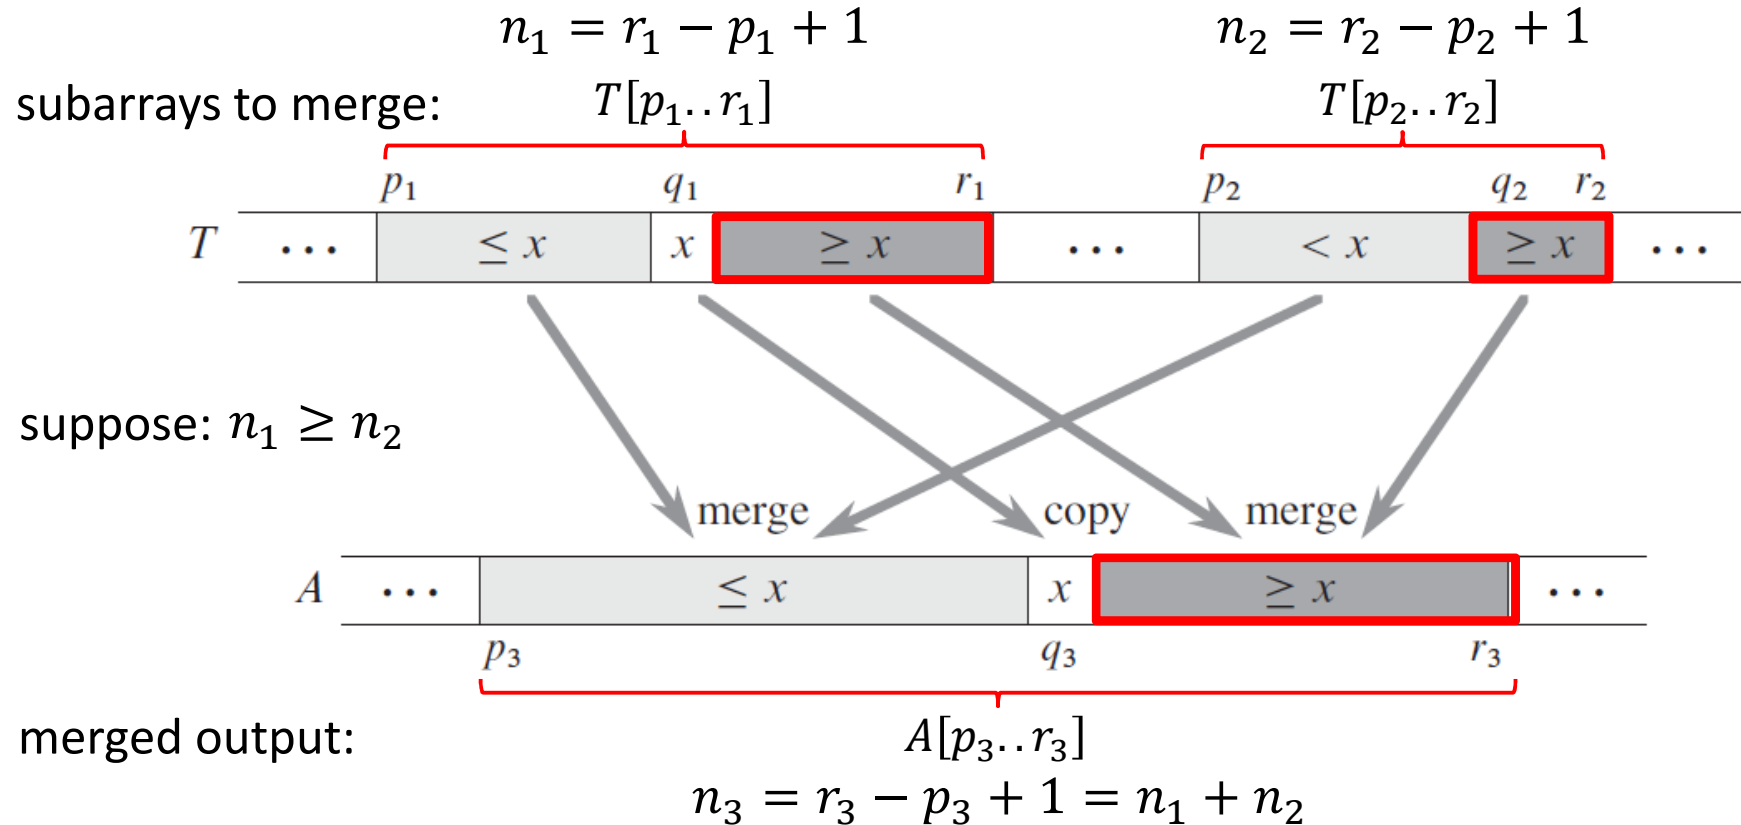 n₁ = r₁ − p₁ + 1 n₂ = r₂ − p₂ + 1
subarrays to merge: T[p₁..r₁] T[p₂..r₂]
p₁ q₁ r₁ p₂ q₂ r₂
T ··· ≤ x x ≥ x ··· < x ≥ x ···
suppose: n₁ ≥ n₂
merge copy merge
A ··· ≤ x x ≥ x ···
p₃ q₃ r₃
merged output: A[p₃..r₃]
n₃ = r₃ − p₃ + 1 = n₁ + n₂